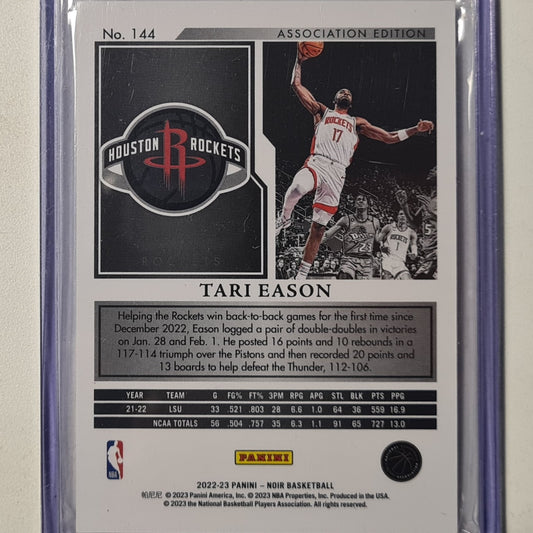 No. 144
ASSOCIATION EDITION
HOUSTON ROCKETS
R
ROCKETS
17
ROCKETS
TARI EASON
Helping the Rockets win back-to-back games for the first time since
December 2022, Eason logged a pair of double-doubles in victories
on Jan. 28 and Feb. 1. He posted 16 points and 10 rebounds in a
117-114 triumph over the Pistons and then recorded 20 points and
13 boards to help defeat the Thunder, 112-106.
YEAR TEAM G FG% FT% 3PM RPG APG STL BLK PTS PPG
21-22 LSU 33 .521 .803 28 6.6 1.0 64 36 559 16.9
NCAA TOTALS 56 .504 .757 35 6.3 1.1 91 65 727 13.0
NBA
PANINI
2022-23 PANINI – NOIR BASKETBALL
帕尼尼 © 2023 Panini America, Inc. © 2023 NBA Properties, Inc. Produced in the USA.
© 2023 the National Basketball Players Association. All rights reserved.